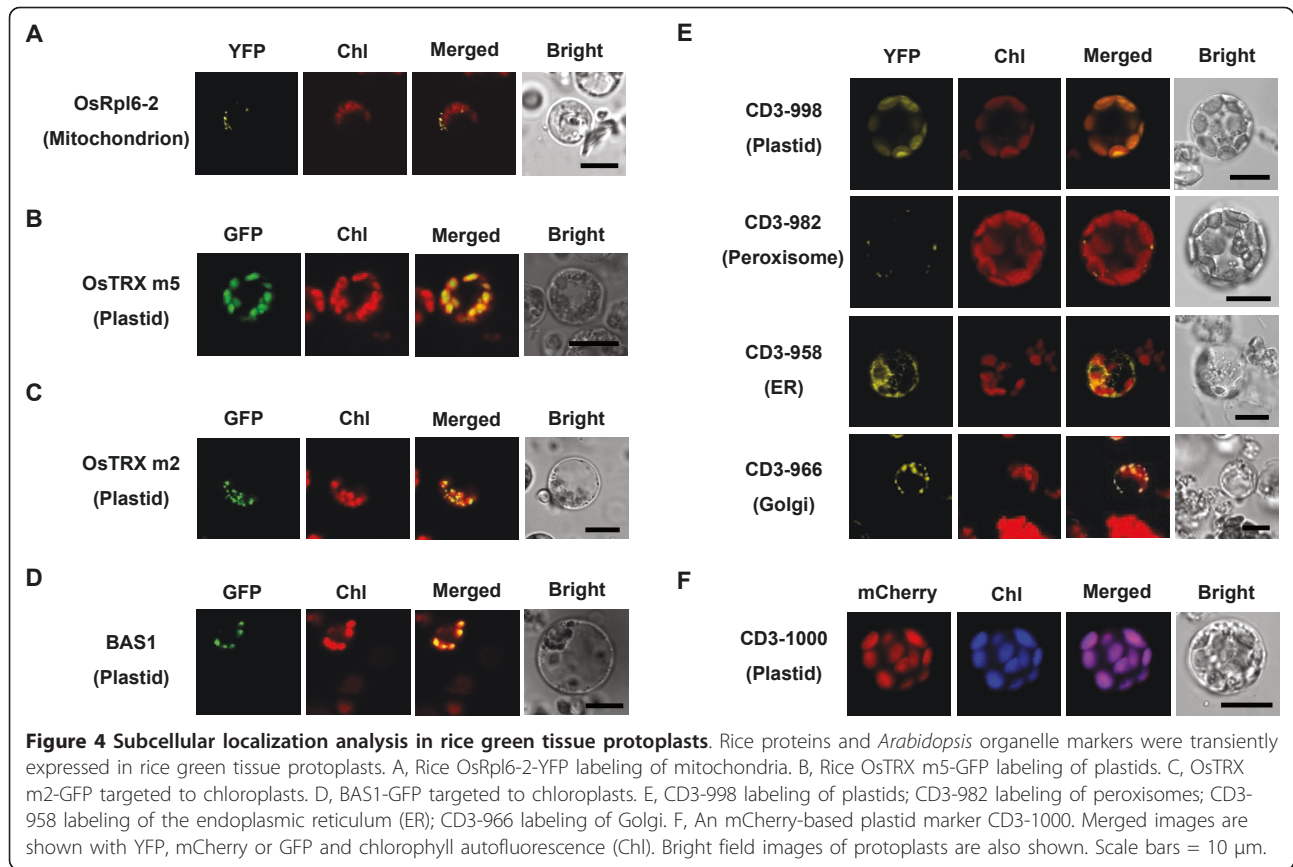 A
YFP Chl Merged Bright
OsRpl6-2
(Mitochondrion)
B
GFP Chl Merged Bright
OsTRX m5
(Plastid)
C
GFP Chl Merged Bright
OsTRX m2
(Plastid)
D
GFP Chl Merged Bright
BAS1
(Plastid)
E
YFP Chl Merged Bright
CD3-998
(Plastid)
CD3-982
(Peroxisome)
CD3-958
(ER)
CD3-966
(Golgi)
F
mCherry Chl Merged Bright
CD3-1000
(Plastid)
Figure 4 Subcellular localization analysis in rice green tissue protoplasts. Rice proteins and Arabidopsis organelle markers were transiently
expressed in rice green tissue protoplasts. A, Rice OsRpl6-2-YFP labeling of mitochondria. B, Rice OsTRX m5-GFP labeling of plastids. C, OsTRX
m2-GFP targeted to chloroplasts. D, BAS1-GFP targeted to chloroplasts. E, CD3-998 labeling of plastids; CD3-982 labeling of peroxisomes; CD3-
958 labeling of the endoplasmic reticulum (ER); CD3-966 labeling of Golgi. F, An mCherry-based plastid marker CD3-1000. Merged images are
shown with YFP, mCherry or GFP and chlorophyll autofluorescence (Chl). Bright field images of protoplasts are also shown. Scale bars = 10 μm.